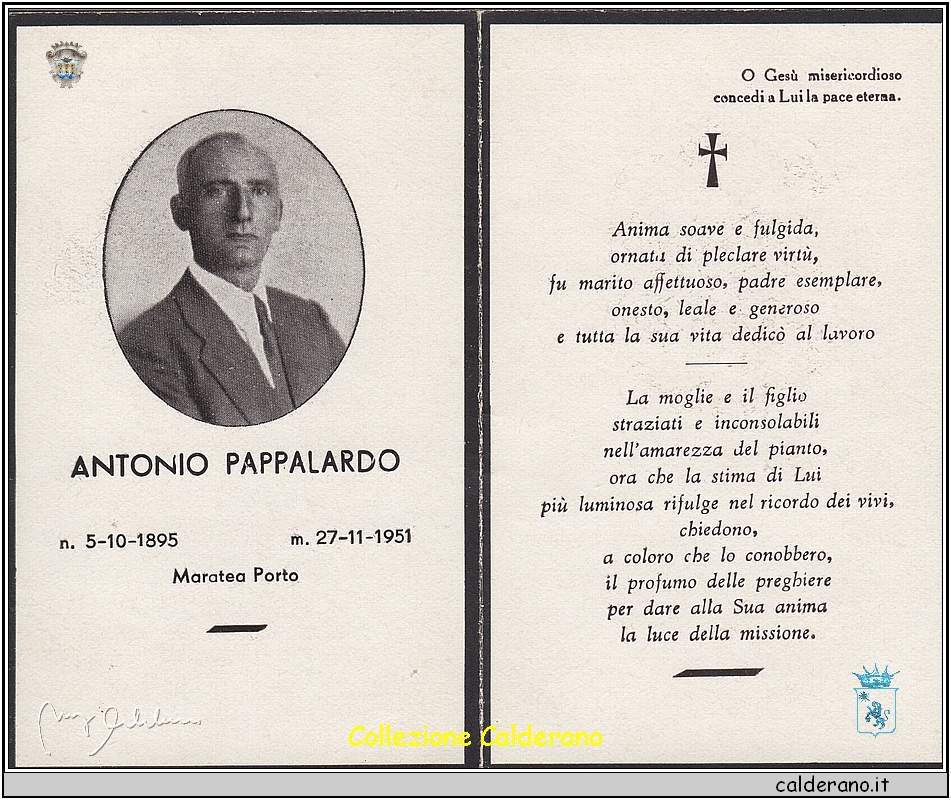 ANTONIO PAPPALARDO
n. 5-10-1895 m. 27-11-1951
Maratea Porto
O Gesù misericordioso
concedi a Lui la pace eterna.
Anima soave e fulgida,
ornata di pleclare virtù,
fu marito affettuoso, padre esemplare,
onesto, leale e generoso
e tutta la sua vita dedicò al lavoro
La moglie e il figlio
straziati e inconsolabili
nell'amarezza del pianto,
ora che la stima di Lui
più luminosa rifulge nel ricordo dei vivi,
chiedono,
a coloro che lo conobbero,
il profumo delle preghiere
per dare alla Sua anima
la luce della missione.
Collezione Calderano
calderano.it